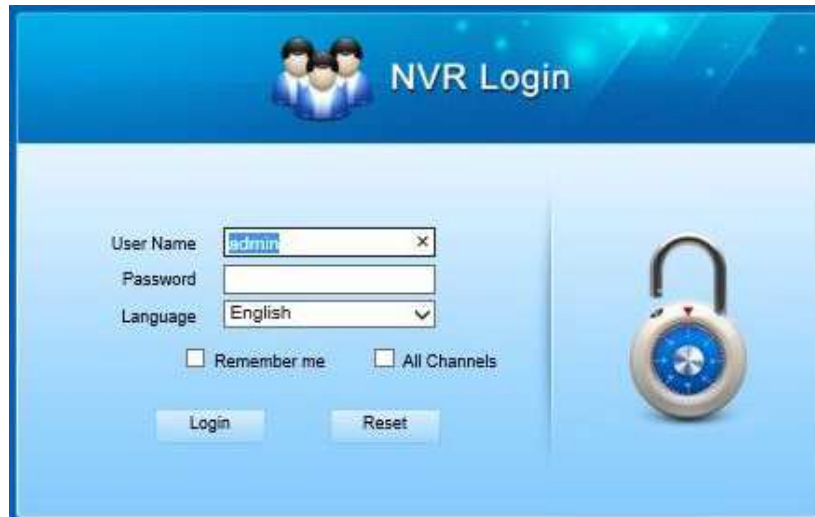 NVR Login
User Name admin ×
Password
Language English
Remember me All Channels
Login Reset